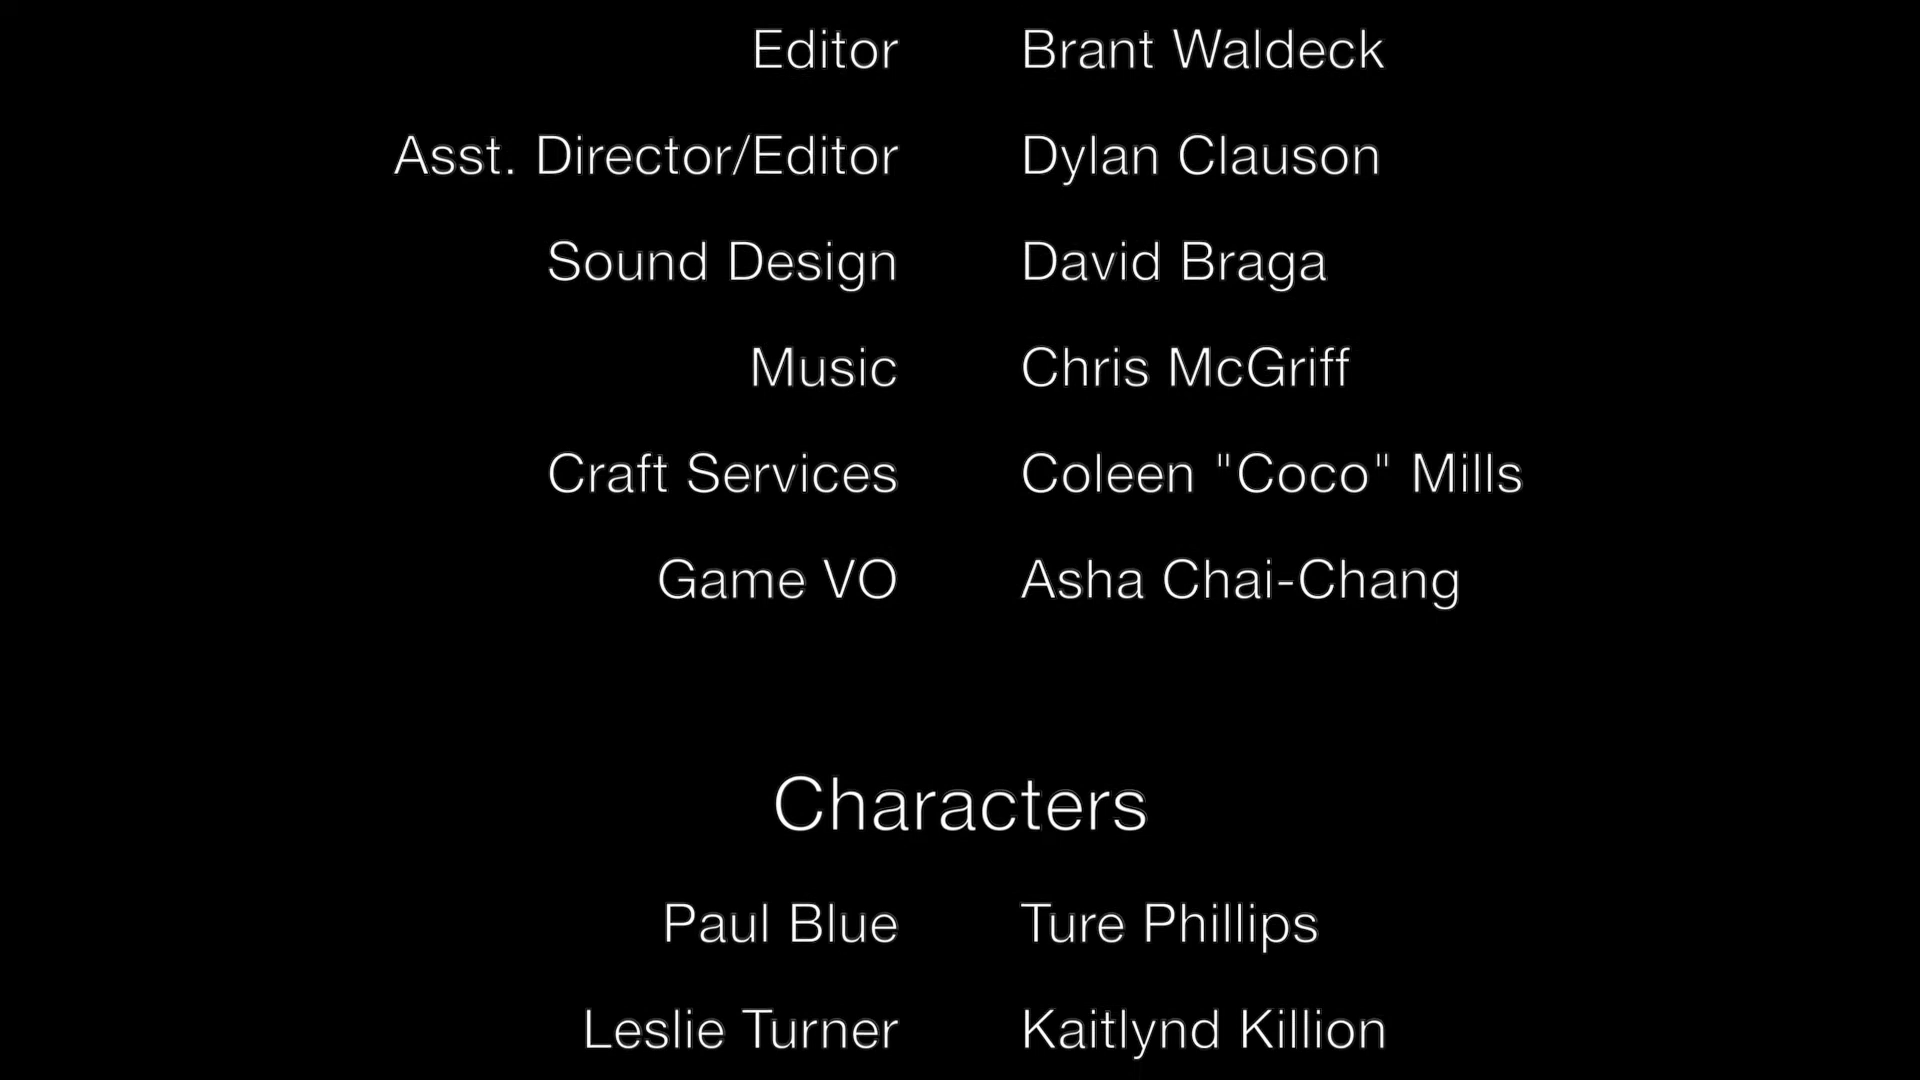 Editor Brant Waldeck
Asst. Director/Editor Dylan Clauson
Sound Design David Braga
Music Chris McGriff
Craft Services Coleen "Coco" Mills
Game VO Asha Chai-Chang
Characters
Paul Blue Ture Phillips
Leslie Turner Kaitlynd Killion